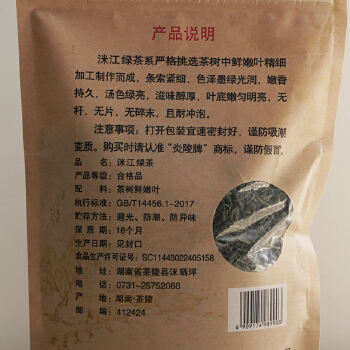 产品说明
洣江绿茶系严格挑选茶树中鲜嫩叶精细
加工制作而成，条索紧细，色泽墨绿光润，嫩香
持久，汤色绿亮，滋味醇厚，叶底嫩匀明亮，无
杆、无片、无碎末，且耐冲泡。
注意事项：打开包装宜速密封好，谨防吸潮
变质。购买时请认准“炎陵牌”商标，谨防假冒。
品名：洣江绿茶
产品等级：合格品
配料：茶树鲜嫩叶
执行标准：GB/T14456.1-2017
贮存方法：避光、防潮、防异味
保质期：18个月
生产日期：见封口
食品生产许可证号：SC11443022405158
地址：湖南省茶陵县洣晒坪
电话：0731-25752066
产地：湖南·茶陵
邮编：412424